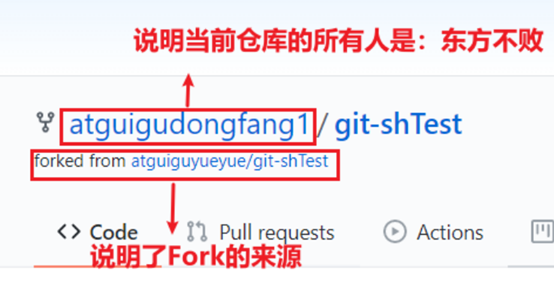 说明当前仓库的所有人是：东方不败
atguigudongfang1 / git-shTest
forked from atguiguyueyue/git-shTest
Code Pull requests Actions
说明了Fork的来源